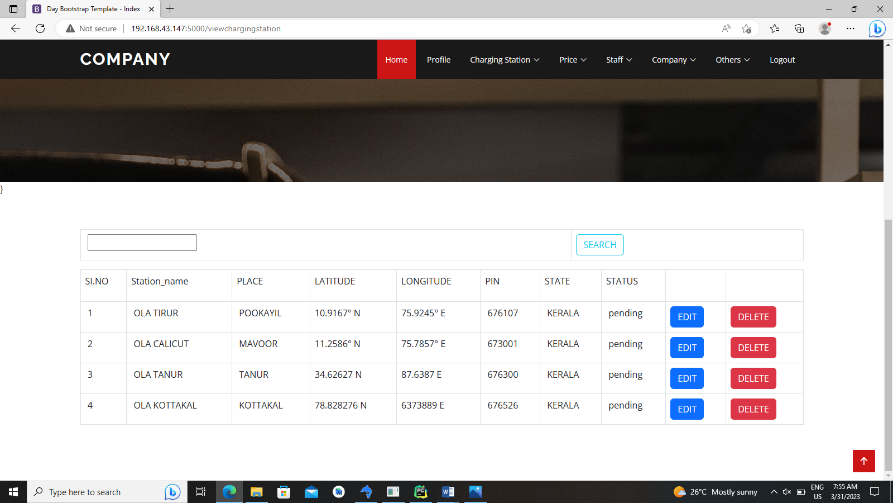 Day Bootstrap Template - Index
Not secure 192.168.43.147:5000/viewchargingstation
COMPANY Home Profile Charging Station Price Staff Company Others Logout
}
SEARCH
SI.NO Station_name PLACE LATITUDE LONGITUDE PIN STATE STATUS
1 OLA TIRUR POOKAYIL 10.9167° N 75.9245° E 676107 KERALA pending EDIT DELETE
2 OLA CALICUT MAVOOR 11.2586° N 75.7857° E 673001 KERALA pending EDIT DELETE
3 OLA TANUR TANUR 34.62627 N 87.6387 E 676300 KERALA pending EDIT DELETE
4 OLA KOTTAKAL KOTTAKAL 78.828276 N 6373889 E 676526 KERALA pending EDIT DELETE
Type here to search 26°C Mostly sunny ENG 7:55 AM
US 3/31/2023